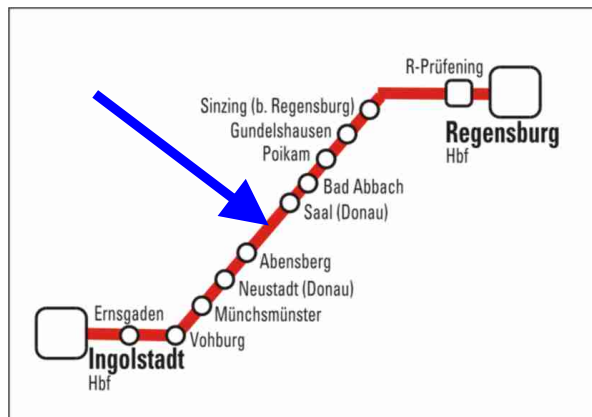 R-Prüfening
Sinzing (b. Regensburg)
Gundelshausen
Regensburg
Hbf
Poikam
Bad Abbach
Saal (Donau)
Abensberg
Neustadt (Donau)
Münchsmünster
Ernsgaden
Vohburg
Ingolstadt
Hbf